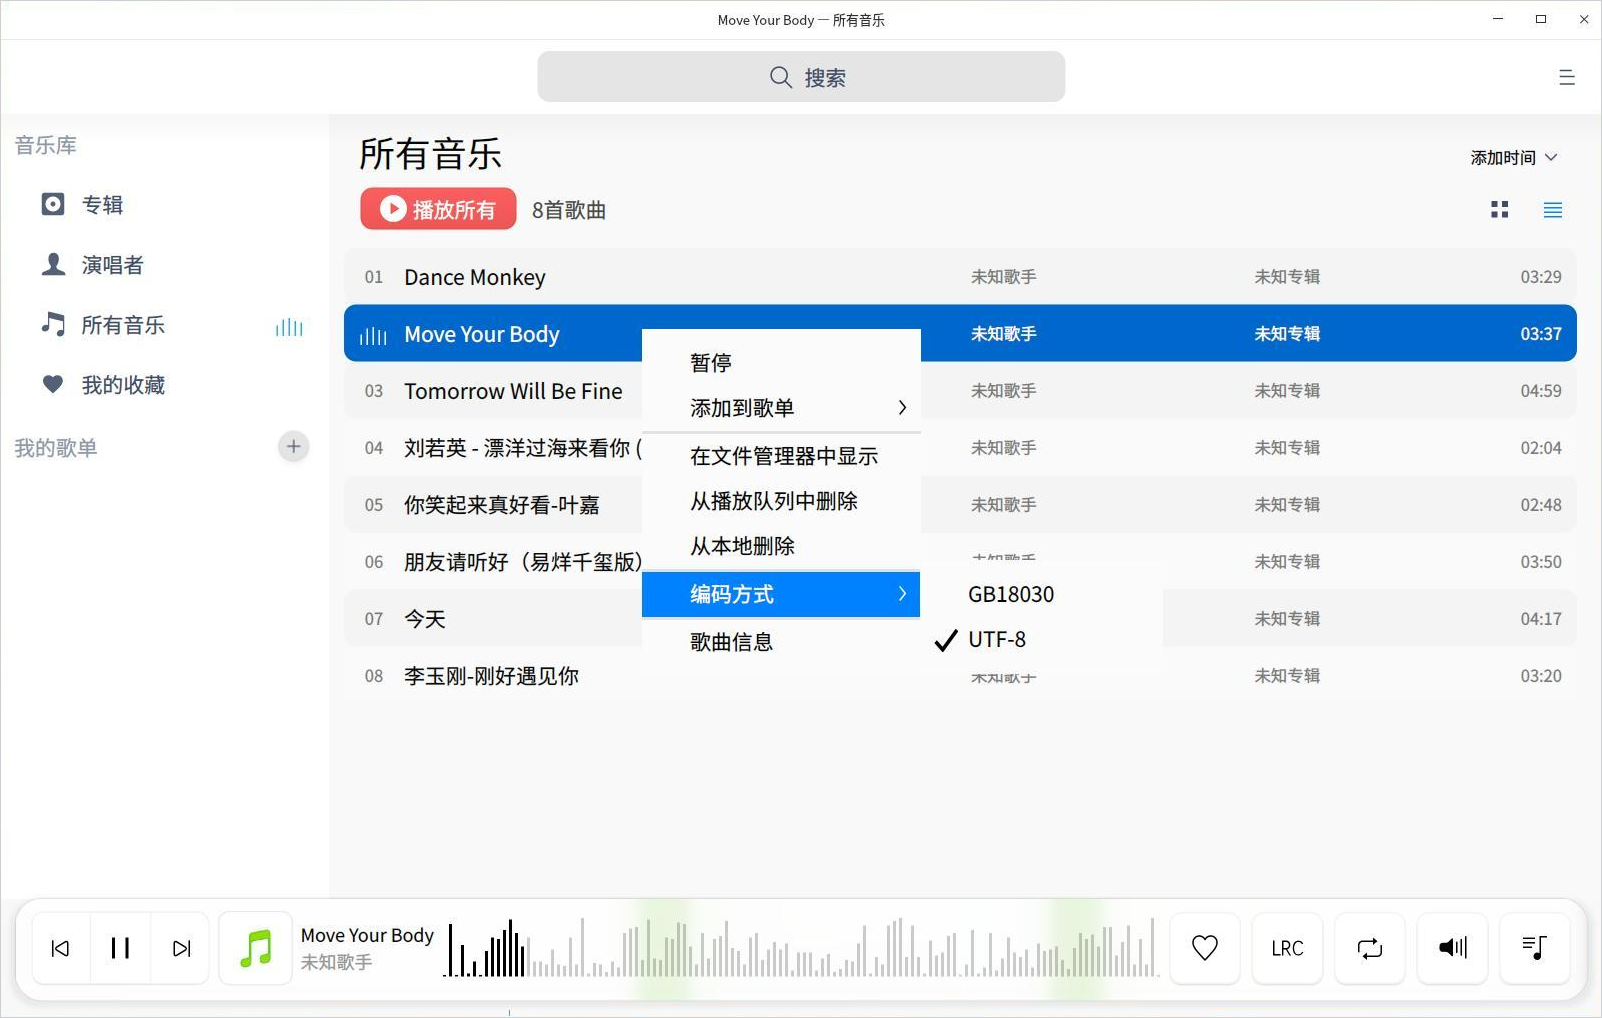 Move Your Body — 所有音乐
搜索
音乐库
专辑
演唱者
所有音乐
我的收藏
我的歌单
所有音乐
添加时间
播放所有
8首歌曲
01 Dance Monkey 未知歌手 未知专辑 03:29
Move Your Body 未知歌手 未知专辑 03:37
03 Tomorrow Will Be Fine 未知歌手 未知专辑 04:59
04 刘若英 - 漂洋过海来看你 ( 未知歌手 未知专辑 02:04
05 你笑起来真好看-叶嘉 未知歌手 未知专辑 02:48
06 朋友请听好（易烊千玺版） 未知歌手 未知专辑 03:50
07 今天 未知专辑 04:17
08 李玉刚-刚好遇见你 未知歌手 未知专辑 03:20
暂停
添加到歌单
在文件管理器中显示
从播放队列中删除
从本地删除
编码方式
歌曲信息
GB18030
UTF-8
Move Your Body
未知歌手
LRC